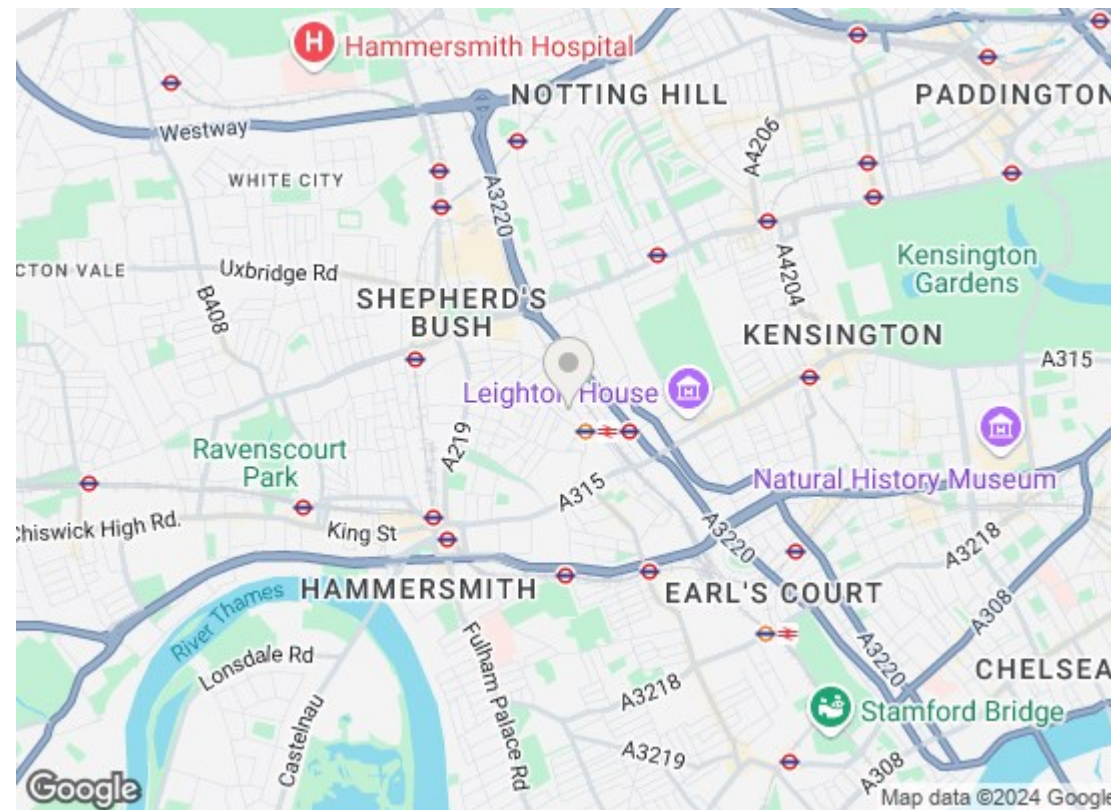 H Hammersmith Hospital
NOTTING HILL
PADDINGTON
Westway
A4206
WHITE CITY
A3220
CTON VALE
Uxbridge Rd
B408
SHEPHERD'S
BUSH
A4204
Kensington
Gardens
KENSINGTON
A315
Leighton House
A219
Ravenscourt
Park
Natural History Museum
A315
Chiswick High Rd.
King St
A3220
A3218
HAMMERSMITH
EARL'S COURT
A308
River Thames
Lonsdale Rd
Fulham Palace Rd
A3220
CHELSEA
A3218
Castelnau
Stamford Bridge
A3219
A308
Google
Map data ©2024 Google